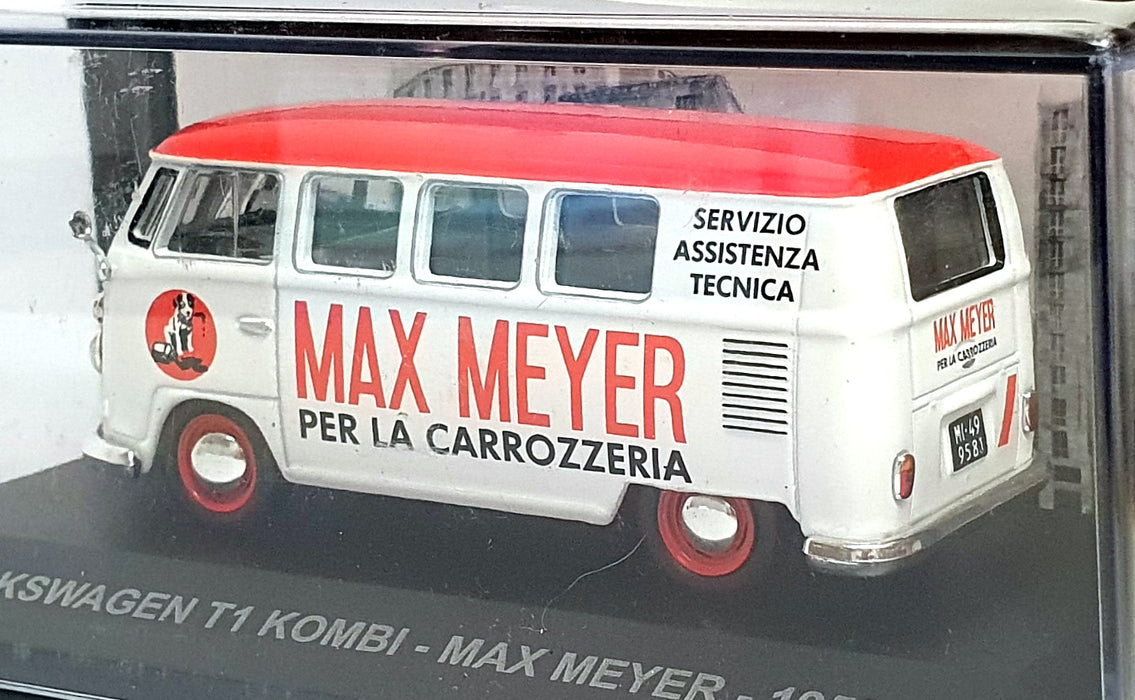 SERVIZIO
ASSISTENZA
TECNICA
MAX MEYER
PER LA CARROZZERIA
MAX MEYER
PER LA CARROZZERIA
MI·49
KSWAGEN T1 KOMBI - MAX MEYER -